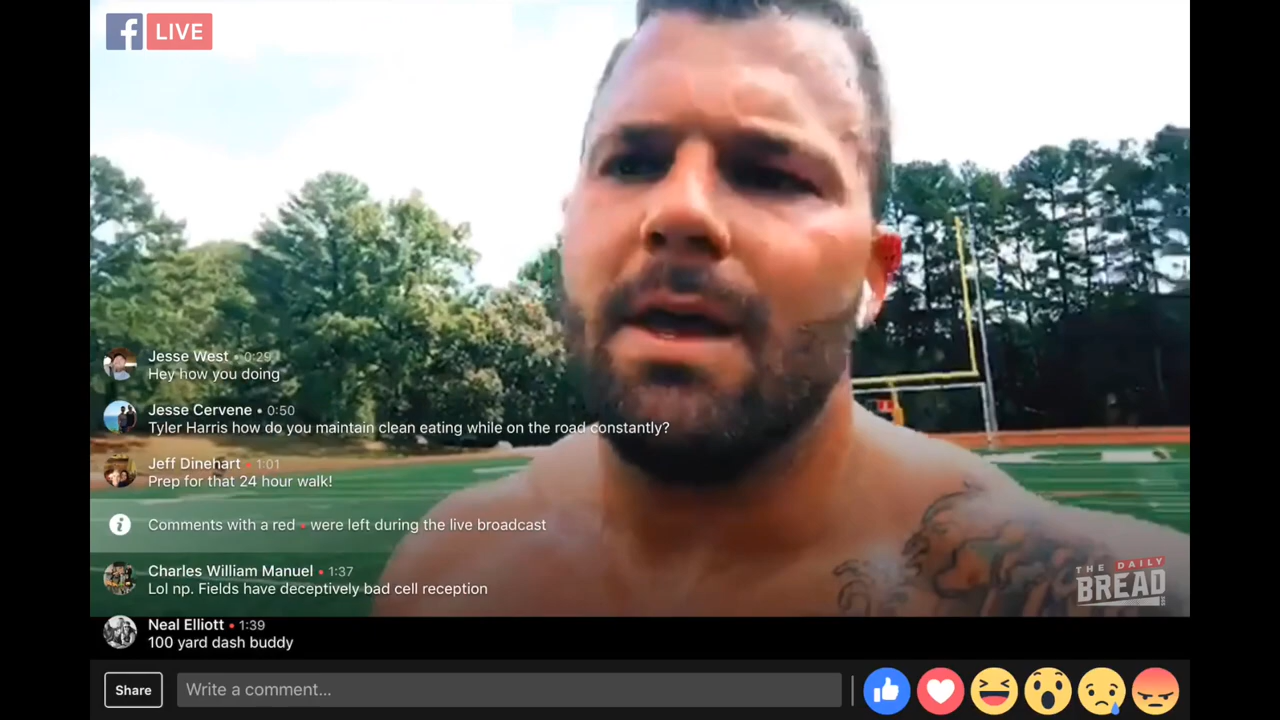 f LIVE
Jesse West • 0:29
Hey how you doing
Jesse Cervene • 0:50
Tyler Harris how do you maintain clean eating while on the road constantly?
Jeff Dinehart • 1:01
Prep for that 24 hour walk!
i Comments with a red • were left during the live broadcast
Charles William Manuel • 1:37
Lol np. Fields have deceptively bad cell reception
THE DAILY
BREAD
Neal Elliott • 1:39
100 yard dash buddy
Share Write a comment...